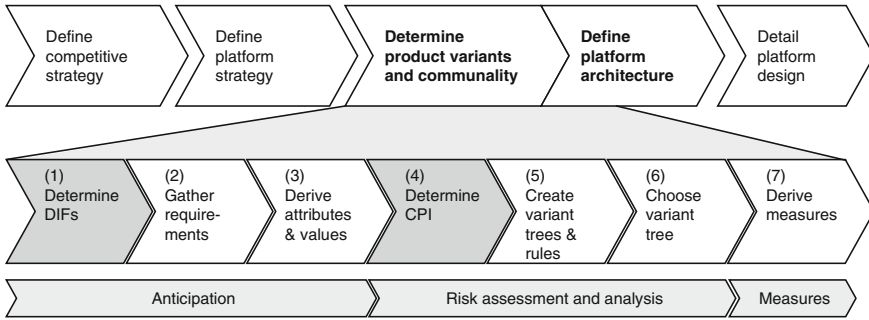 Define
competitive
strategy
Define
platform
strategy
Determine
product variants
and communality
Define
platform
architecture
Detail
platform
design
(1)
Determine
DIFs
(2)
Gather
require-
ments
(3)
Derive
attributes
& values
(4)
Determine
CPI
(5)
Create
variant
trees &
rules
(6)
Choose
variant
tree
(7)
Derive
measures
Anticipation
Risk assessment and analysis
Measures